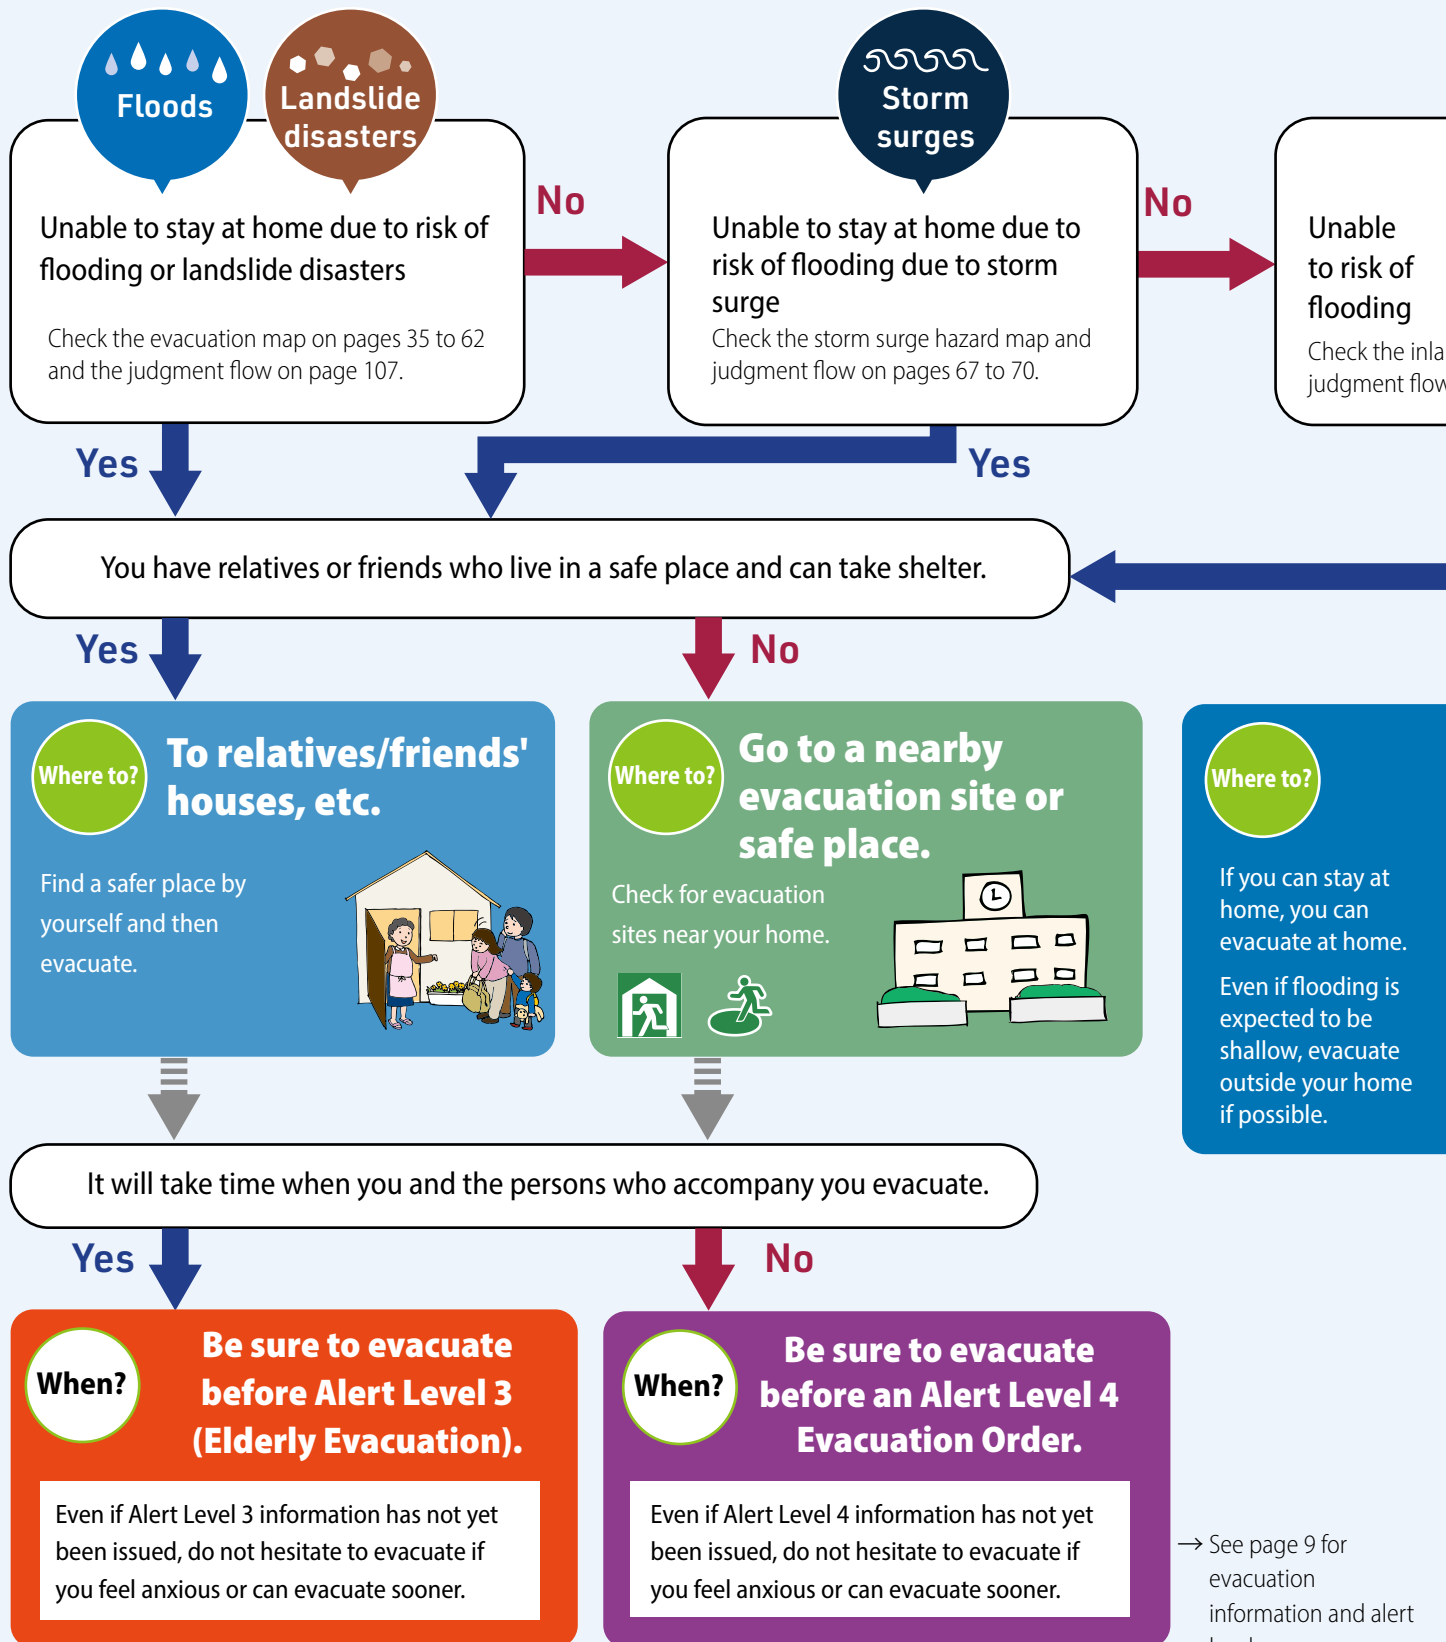 Floods
Landslide
disasters
Unable to stay at home due to risk of
flooding or landslide disasters
Check the evacuation map on pages 35 to 62
and the judgment flow on page 107.
No
Storm
surges
Unable to stay at home due to
risk of flooding due to storm
surge
Check the storm surge hazard map and
judgment flow on pages 67 to 70.
No
Unable
to risk of
flooding
Check the inla
judgment flow
Yes
Yes
You have relatives or friends who live in a safe place and can take shelter.
Yes
No
Where to?
To relatives/friends'
houses, etc.
Find a safer place by
yourself and then
evacuate.
Where to?
Go to a nearby
evacuation site or
safe place.
Check for evacuation
sites near your home.
Where to?
If you can stay at
home, you can
evacuate at home.
Even if flooding is
expected to be
shallow, evacuate
outside your home
if possible.
It will take time when you and the persons who accompany you evacuate.
Yes
No
When?
Be sure to evacuate
before Alert Level 3
(Elderly Evacuation).
Even if Alert Level 3 information has not yet
been issued, do not hesitate to evacuate if
you feel anxious or can evacuate sooner.
When?
Be sure to evacuate
before an Alert Level 4
Evacuation Order.
Even if Alert Level 4 information has not yet
been issued, do not hesitate to evacuate if
you feel anxious or can evacuate sooner.
→ See page 9 for
evacuation
information and alert